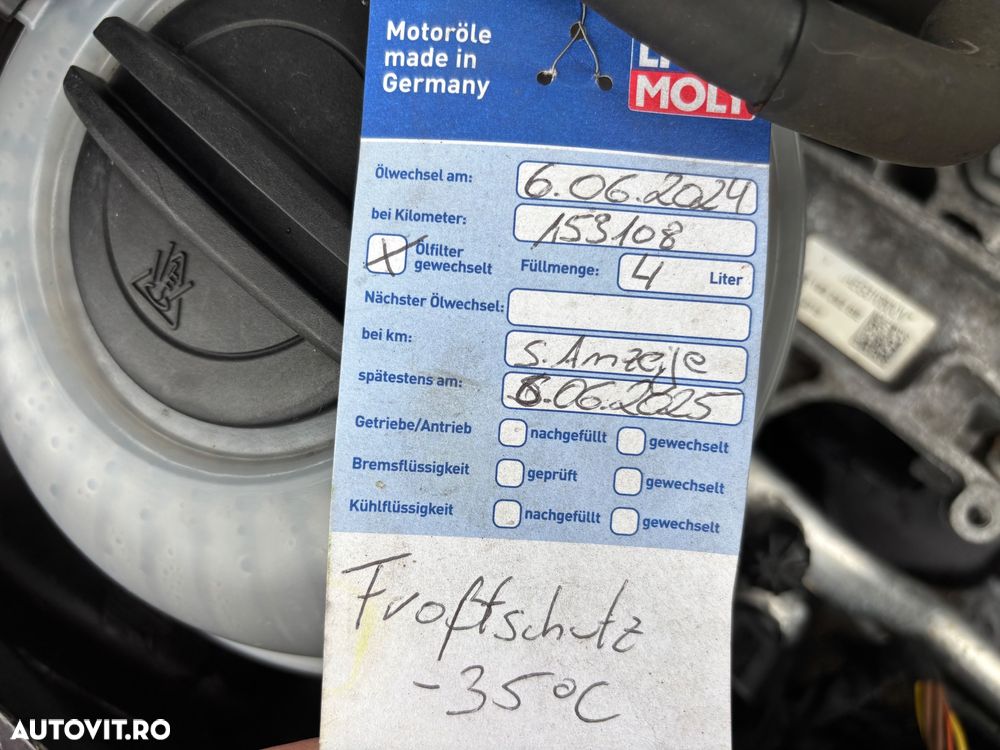 Motoröle
made in
Germany
MOLY
Ölwechsel am: 6.06.2024
bei Kilometer: 159108
Ölfilter
gewechselt
Füllmenge: 4 Liter
Nächster Ölwechsel:
bei km: s. Anzeige
spätestens am: 6.06.2025
Getriebe/Antrieb nachgefüllt gewechselt
Bremsflüssigkeit geprüft gewechselt
Kühlflüssigkeit nachgefüllt gewechselt
Froßtschutz
-35°C
AUTOVIT.RO